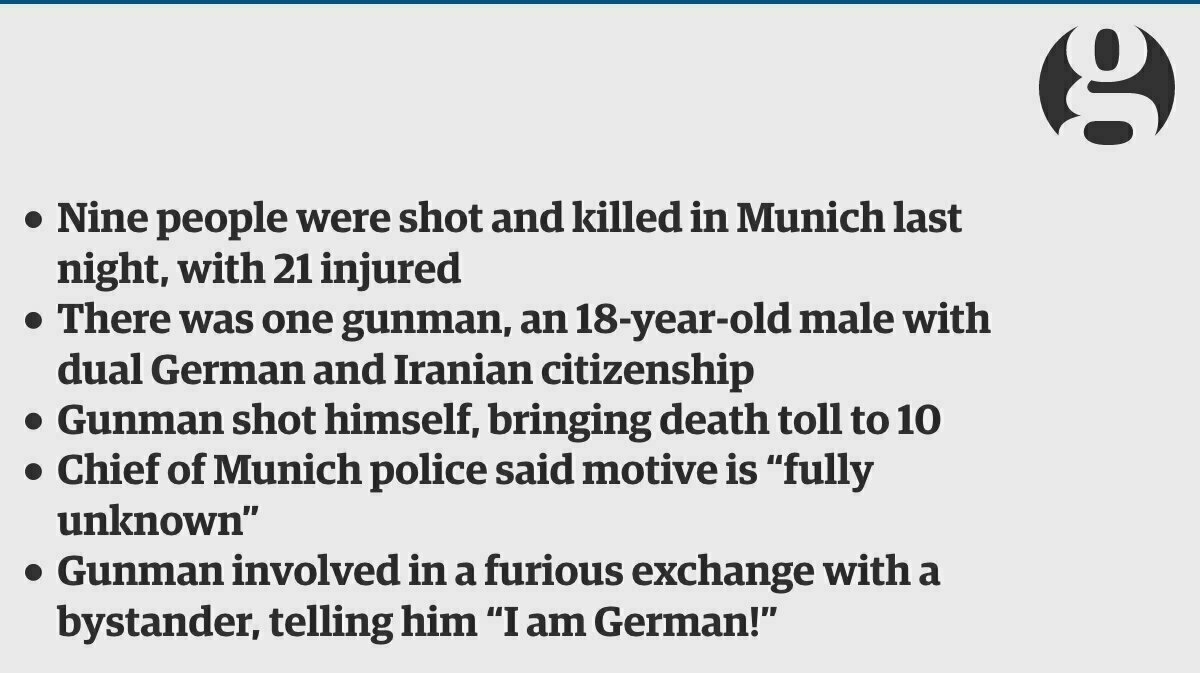 g
• Nine people were shot and killed in Munich last
night, with 21 injured
• There was one gunman, an 18-year-old male with
dual German and Iranian citizenship
• Gunman shot himself, bringing death toll to 10
• Chief of Munich police said motive is “fully
unknown”
• Gunman involved in a furious exchange with a
bystander, telling him “I am German!”